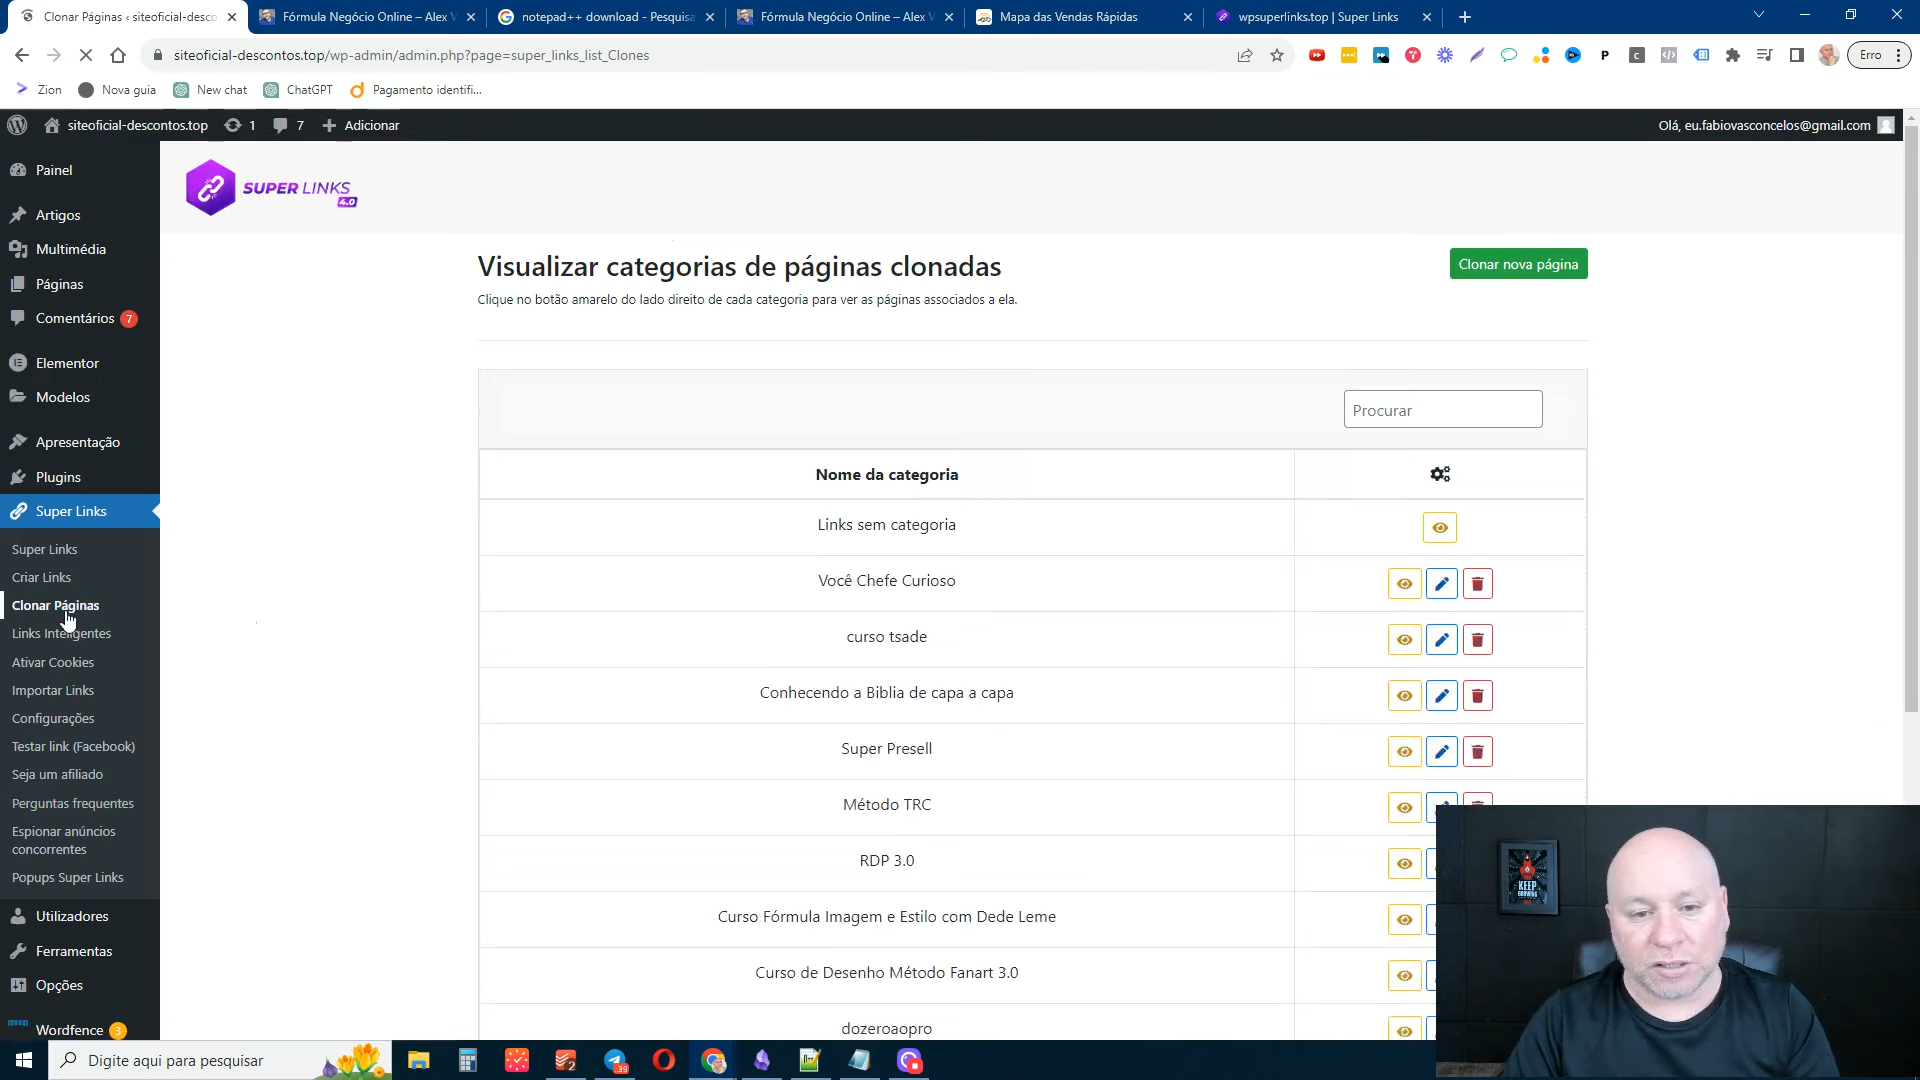 Clonar Páginas ‹ siteoficial-desco
Fórmula Negócio Online – Alex V
notepad++ download - Pesquisa
Fórmula Negócio Online – Alex V
Mapa das Vendas Rápidas
wpsuperlinks.top | Super Links
siteoficial-descontos.top/wp-admin/admin.php?page=super_links_list_Clones
Erro
Zion
Nova guia
New chat
ChatGPT
Pagamento identifi...
siteoficial-descontos.top
1
7
Adicionar
Olá, eu.fabiovasconcelos@gmail.com
Painel
Artigos
Multimédia
Páginas
Comentários 7
Elementor
Modelos
Apresentação
Plugins
Super Links
Super Links
Criar Links
Clonar Páginas
Links Inteligentes
Ativar Cookies
Importar Links
Configurações
Testar link (Facebook)
Seja um afiliado
Perguntas frequentes
Espionar anúncios
concorrentes
Popups Super Links
Utilizadores
Ferramentas
Opções
Wordfence 3
SUPER LINKS
4.0
Visualizar categorias de páginas clonadas
Clonar nova página
Clique no botão amarelo do lado direito de cada categoria para ver as páginas associados a ela.
Procurar
Nome da categoria
Links sem categoria
Você Chefe Curioso
curso tsade
Conhecendo a Biblia de capa a capa
Super Presell
Método TRC
RDP 3.0
Curso Fórmula Imagem e Estilo com Dede Leme
Curso de Desenho Método Fanart 3.0
dozeroaopro
KEEP
GROWING
Digite aqui para pesquisar
2
39